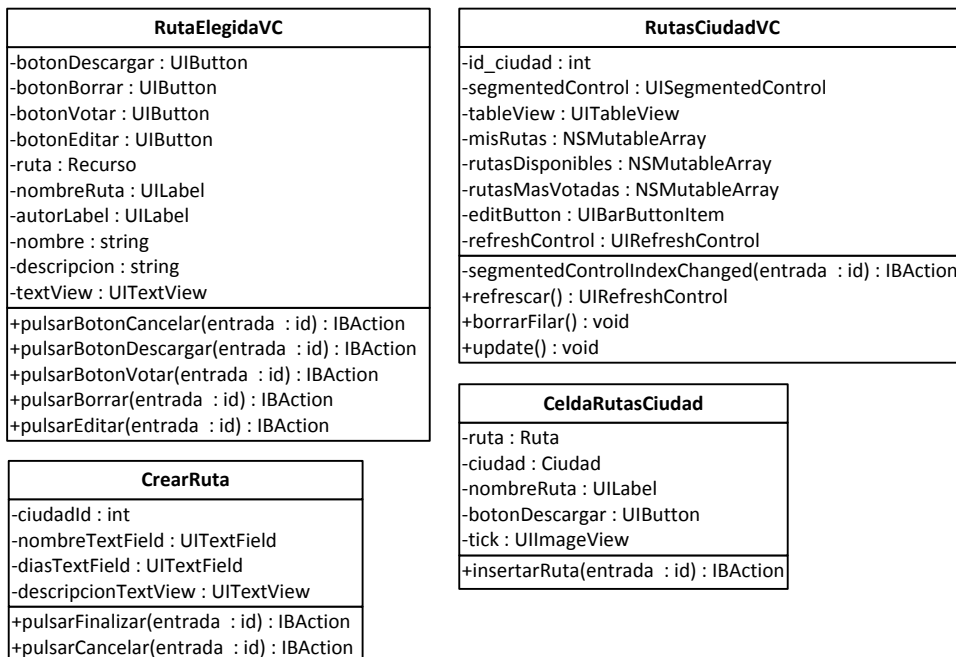 RutaElegidaVC
-botonDescargar : UIButton
-botonBorrar : UIButton
-botonVotar : UIButton
-botonEditar : UIButton
-ruta : Recurso
-nombreRuta : UILabel
-autorLabel : UILabel
-nombre : string
-descripcion : string
-textView : UITextView
+pulsarBotonCancelar(entrada : id) : IBAction
+pulsarBotonDescargar(entrada : id) : IBAction
+pulsarBotonVotar(entrada : id) : IBAction
+pulsarBorrar(entrada : id) : IBAction
+pulsarEditar(entrada : id) : IBAction
RutasCiudadVC
-id_ciudad : int
-segmentedControl : UISegmentedControl
-tableView : UITableView
-misRutas : NSMutableArray
-rutasDisponibles : NSMutableArray
-rutasMasVotadas : NSMutableArray
-editButton : UIBarButtonItem
-refreshControl : UIRefreshControl
-segmentedControlIndexChanged(entrada : id) : IBAction
+refrescar() : UIRefreshControl
+borrarFilar() : void
+update() : void
CeldaRutasCiudad
-ruta : Ruta
-ciudad : Ciudad
-nombreRuta : UILabel
-botonDescargar : UIButton
-tick : UIImageView
+insertarRuta(entrada : id) : IBAction
CrearRuta
-ciudadId : int
-nombreTextField : UITextField
-diasTextField : UITextField
-descripcionTextView : UITextView
+pulsarFinalizar(entrada : id) : IBAction
+pulsarCancelar(entrada : id) : IBAction